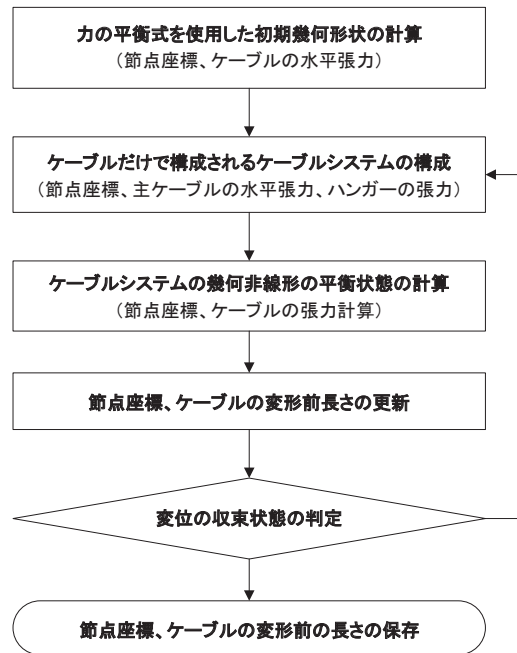 力の平衡式を使用した初期幾何形状の計算
（節点座標、ケーブルの水平張力）
ケーブルだけで構成されるケーブルシステムの構成
（節点座標、主ケーブルの水平張力、ハンガーの張力）
ケーブルシステムの幾何非線形の平衡状態の計算
（節点座標、ケーブルの張力計算）
節点座標、ケーブルの変形前長さの更新
変位の収束状態の判定
節点座標、ケーブルの変形前の長さの保存